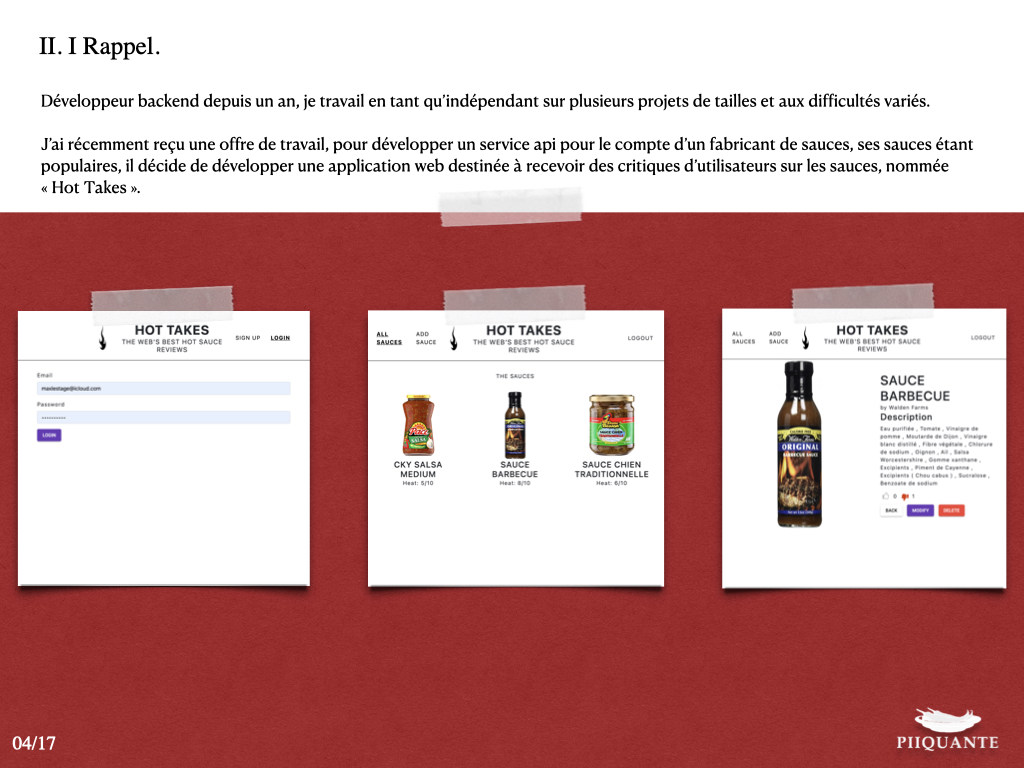 II. I Rappel.
Développeur backend depuis un an, je travail en tant qu'indépendant sur plusieurs projets de tailles et aux difficultés variés.
J'ai récemment reçu une offre de travail, pour développer un service api pour le compte d'un fabricant de sauces, ses sauces étant
populaires, il décide de développer une application web destinée à recevoir des critiques d'utilisateurs sur les sauces, nommée
« Hot Takes ».
HOT TAKES
THE WEB'S BEST HOT SAUCE
REVIEWS
SIGN UP LOGIN
Email
maxlestage@icloud.com
Password
LOGIN
ALL
SAUCES
ADD
SAUCE
HOT TAKES
THE WEB'S BEST HOT SAUCE
REVIEWS
LOGOUT
THE SAUCES
SALSA
ORIGINAL
CKY SALSA
MEDIUM
Heat: 5/10
SAUCE
BARBECUE
Heat: 8/10
SAUCE CHIEN
TRADITIONNELLE
Heat: 6/10
ALL
SAUCES
ADD
SAUCE
HOT TAKES
THE WEB'S BEST HOT SAUCE
REVIEWS
LOGOUT
Walden Farms
ORIGINAL
BARBECUE SAUCE
SAUCE
BARBECUE
by Walden Farms
Description
Eau purifiée , Tomate , Vinaigre de
pomme , Moutarde de Dijon , Vinaigre
blanc distillé , Fibre végétale , Chlorure
de sodium , Oignon , Ail , Salsa
Worcestershire , Gomme xanthane ,
Excipients , Piment de Cayenne ,
Excipients ( Chou cabus ) , Sucralose ,
Benzoate de sodium
0 1
BACK MODIFY DELETE
04/17
PIIQUANTE